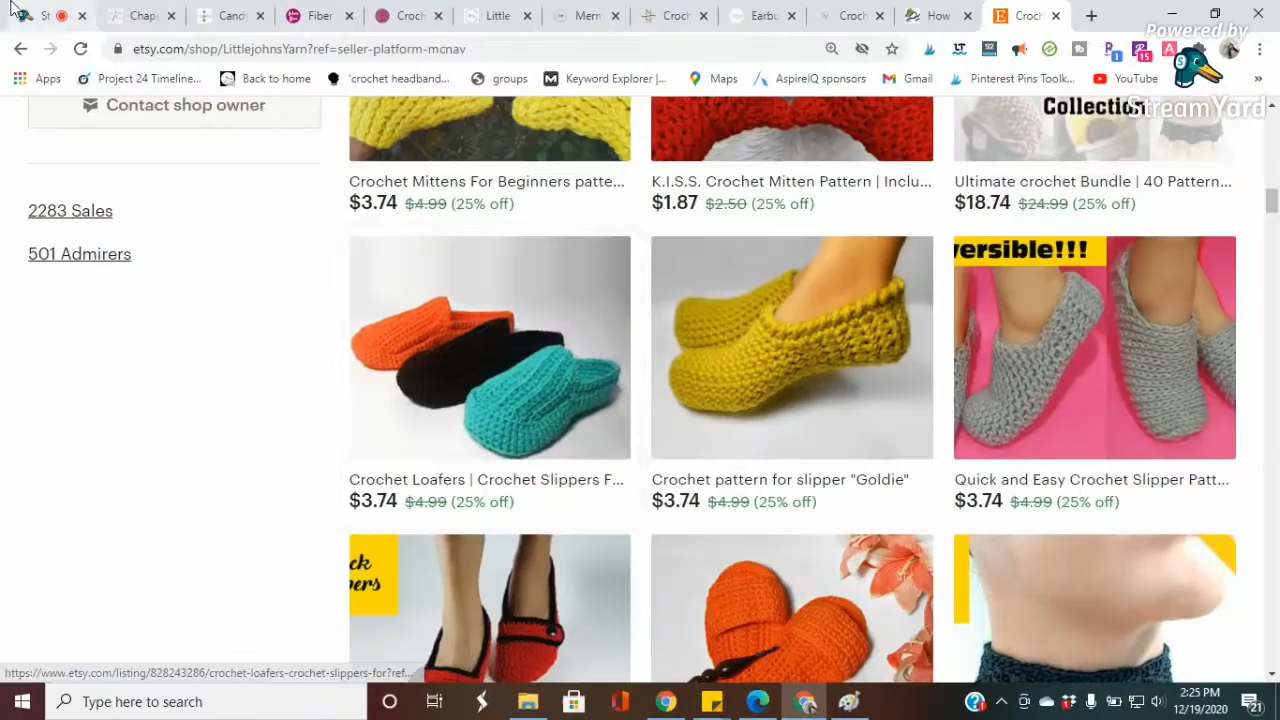 St
Chap
Cand
Fiber
Croch
Little
Merm
Croch
Earbu
Croch
How
Croch
Powered by
StreamYard
etsy.com/shop/LittlejohnsYarn?ref=seller-platform-mcnav
Apps
Project 24 Timeline...
Back to home
'crochet headband...
groups
Keyword Explorer |...
Maps
AspireIQ sponsors
Gmail
Pinterest Pins Toolk...
YouTube
Contact shop owner
Collection
Crochet Mittens For Beginners patte...
K.I.S.S. Crochet Mitten Pattern | Inclu...
Ultimate crochet Bundle | 40 Pattern...
$3.74 $4.99 (25% off)
$1.87 $2.50 (25% off)
$18.74 $24.99 (25% off)
2283 Sales
501 Admirers
versible!!!
Crochet Loafers | Crochet Slippers F...
Crochet pattern for slipper "Goldie"
Quick and Easy Crochet Slipper Patt...
$3.74 $4.99 (25% off)
$3.74 $4.99 (25% off)
$3.74 $4.99 (25% off)
ck
pers
https://www.etsy.com/listing/828243286/crochet-loafers-crochet-slippers-for?ref...
Type here to search
2:25 PM
12/19/2020
21